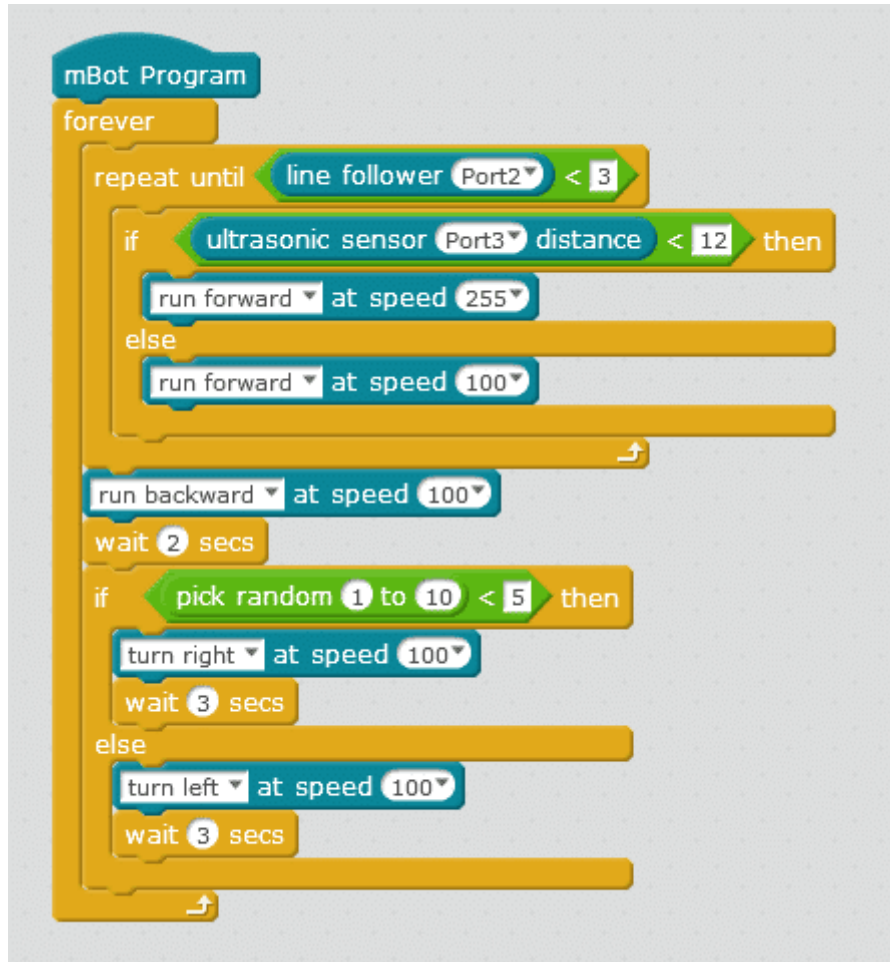 mBot Program
forever
repeat until line follower Port2 < 3
if ultrasonic sensor Port3 distance < 12 then
run forward at speed 255
else
run forward at speed 100
run backward at speed 100
wait 2 secs
if pick random 1 to 10 < 5 then
turn right at speed 100
wait 3 secs
else
turn left at speed 100
wait 3 secs